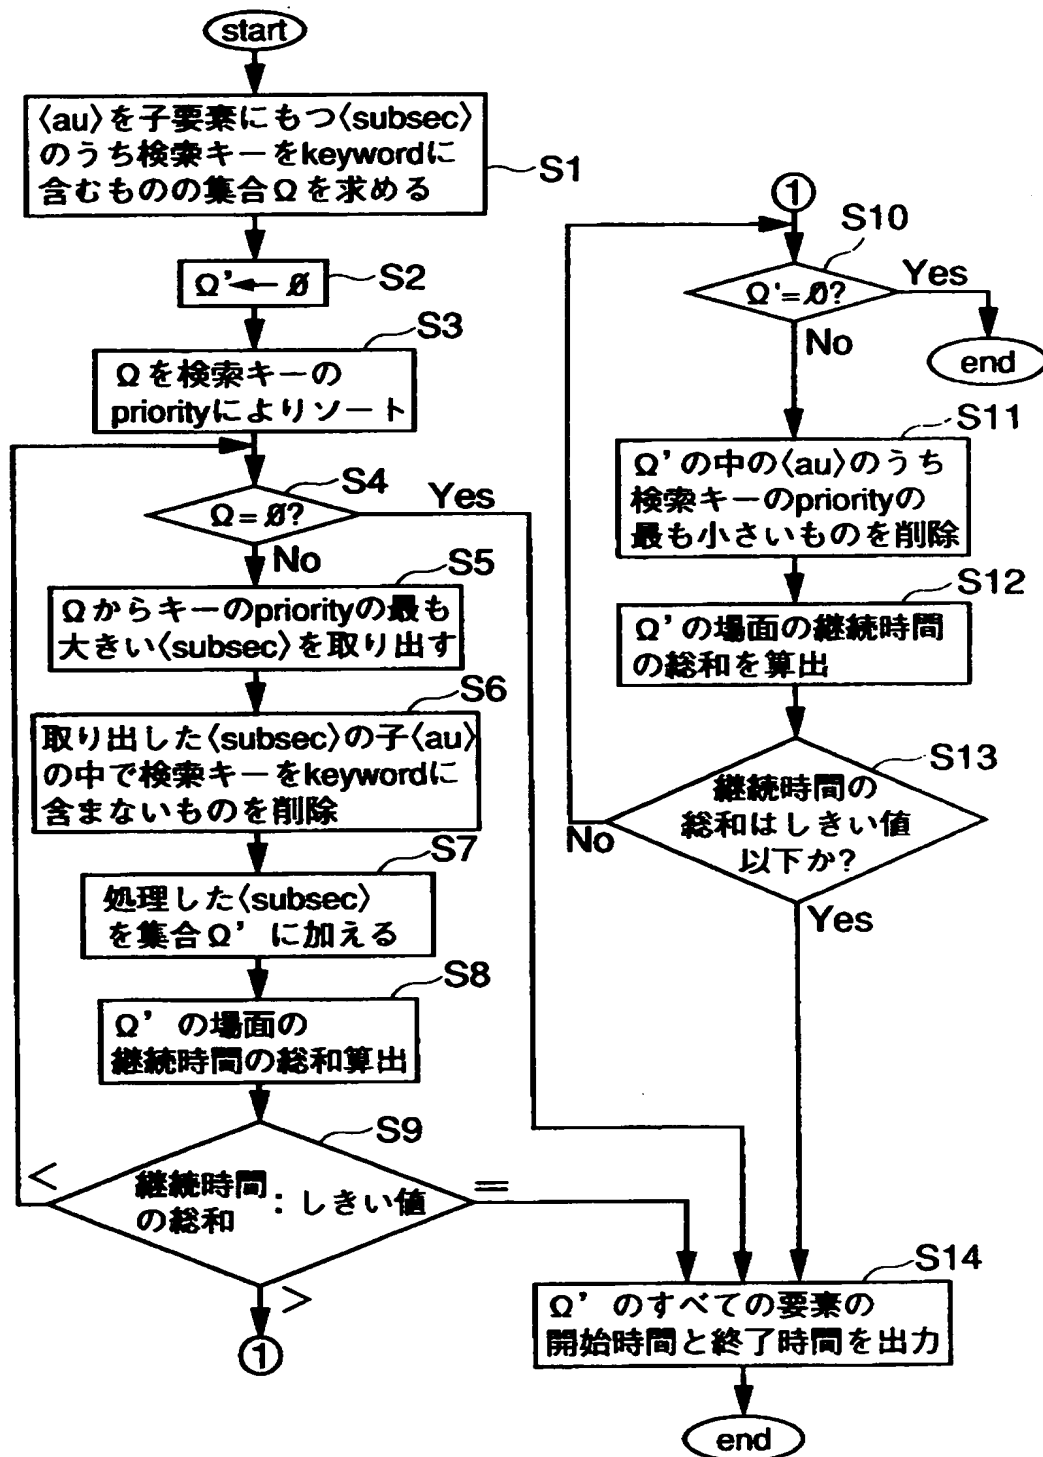 start
〈au〉を子要素にもつ〈subsec〉
のうち検索キーをkeywordに
含むものの集合Ωを求める
S1
Ω'←ø
S2
S3
Ωを検索キーの
priorityによりソート
S4
Ω=ø?
Yes
No
S5
Ωからキーのpriorityの最も
大きい〈subsec〉を取り出す
S6
取り出した〈subsec〉の子〈au〉
の中で検索キーをkeywordに
含まないものを削除
S7
処理した〈subsec〉
を集合Ω'に加える
S8
Ω'の場面の
継続時間の総和算出
S9
継続時間
の総和
:しきい値
<
=
>
①
①
S10
Ω'=ø?
Yes
No
end
S11
Ω'の中の〈au〉のうち
検索キーのpriorityの
最も小さいものを削除
S12
Ω'の場面の継続時間
の総和を算出
S13
継続時間の
総和はしきい値
以下か?
No
Yes
S14
Ω'のすべての要素の
開始時間と終了時間を出力
end